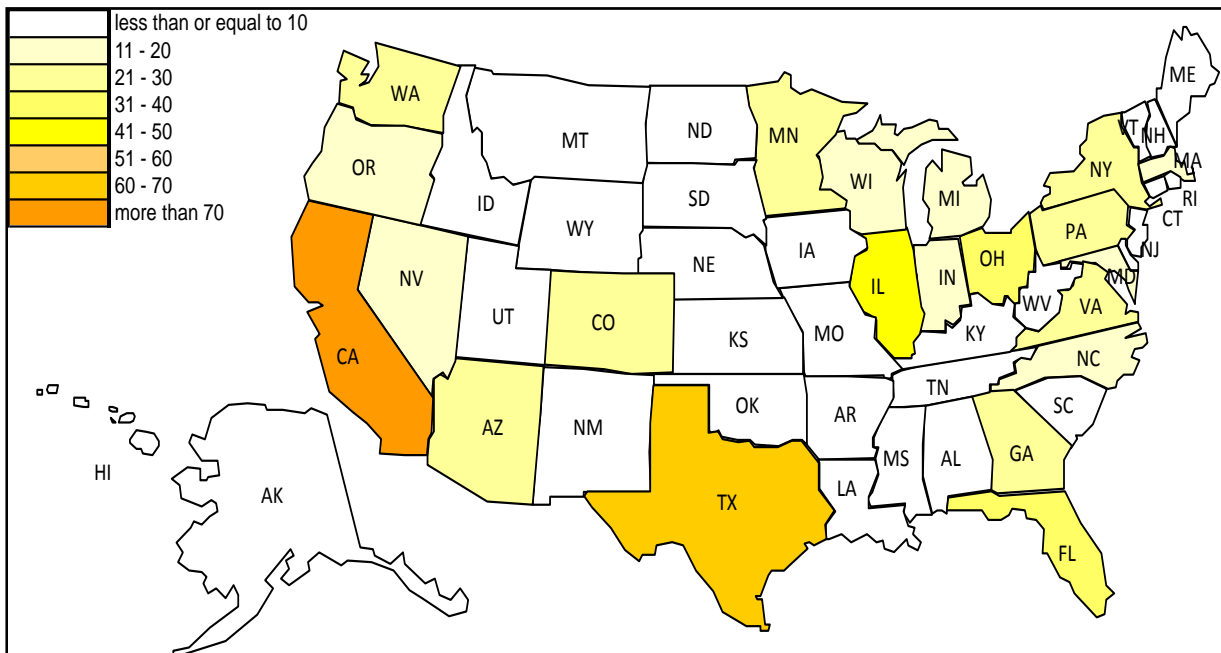 less than or equal to 10
11 - 20
21 - 30
31 - 40
41 - 50
51 - 60
60 - 70
more than 70
ME
WA
VT
NH
MT
ND
MN
MA
OR
WI
NY
MI
RI
ID
SD
CT
WY
PA
IA
NJ
NE
OH
NV
IL
IN
MD
UT
CO
WV
VA
KS
MO
KY
CA
NC
TN
OK
AR
SC
AZ
NM
MS
AL
GA
HI
AK
LA
TX
FL